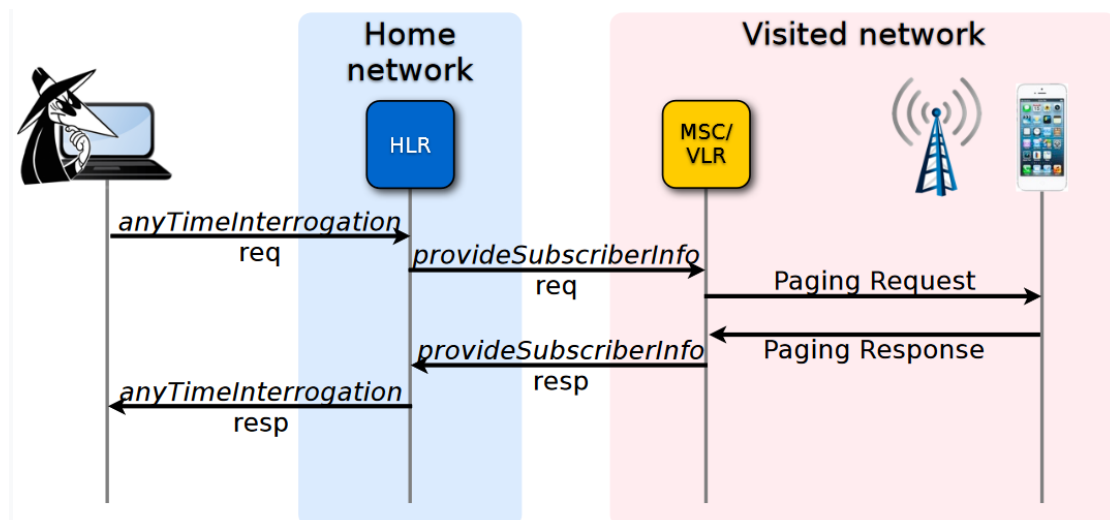 Home
network
Visited network
HLR
MSC/
VLR
anyTimeInterrogation
req
provideSubscriberInfo
req
Paging Request
Paging Response
provideSubscriberInfo
resp
anyTimeInterrogation
resp